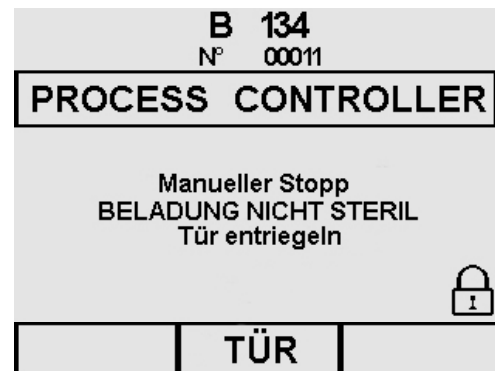 B 134
N° 00011
PROCESS CONTROLLER
Manueller Stopp
BELADUNG NICHT STERIL
Tür entriegeln
TÜR